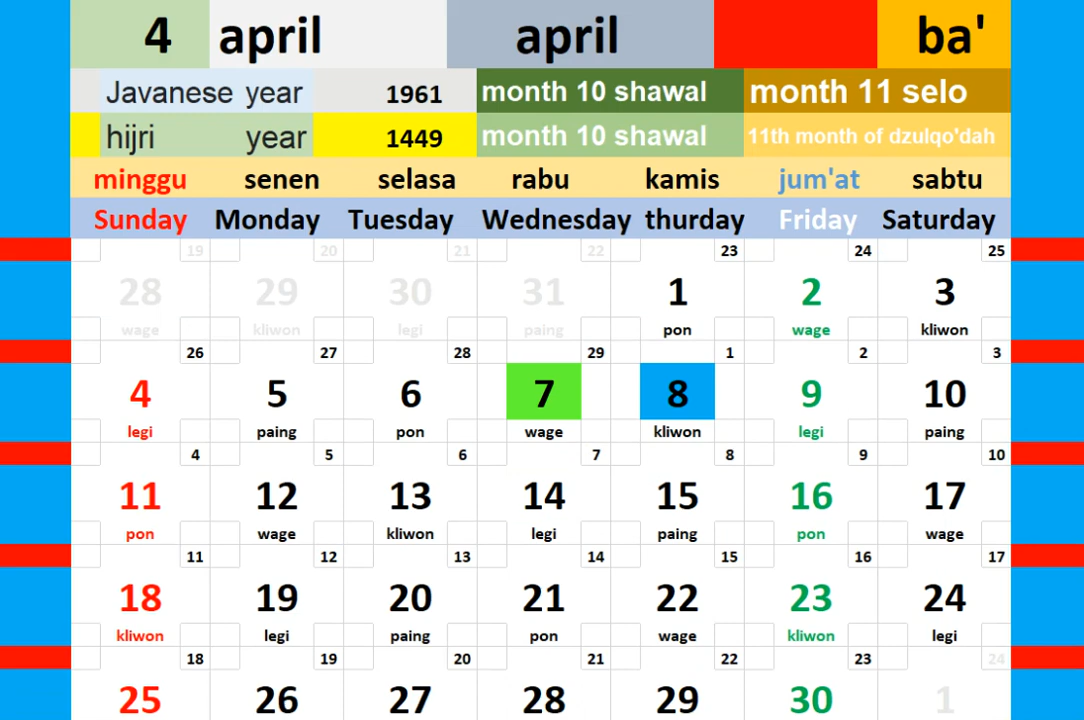 4 april april ba'
Javanese year 1961 month 10 shawal month 11 selo
hijri year 1449 month 10 shawal 11th month of dzulqo'dah
minggu senen selasa rabu kamis jum'at sabtu
Sunday Monday Tuesday Wednesday thurday Friday Saturday
19 20 21 22 23 24 25
28 29 30 31 1 2 3
wage kliwon legi paing pon wage kliwon
26 27 28 29 1 2 3
4 5 6 7 8 9 10
legi paing pon wage kliwon legi paing
4 5 6 7 8 9 10
11 12 13 14 15 16 17
pon wage kliwon legi paing pon wage
11 12 13 14 15 16 17
18 19 20 21 22 23 24
kliwon legi paing pon wage kliwon legi
18 19 20 21 22 23 24
25 26 27 28 29 30 1